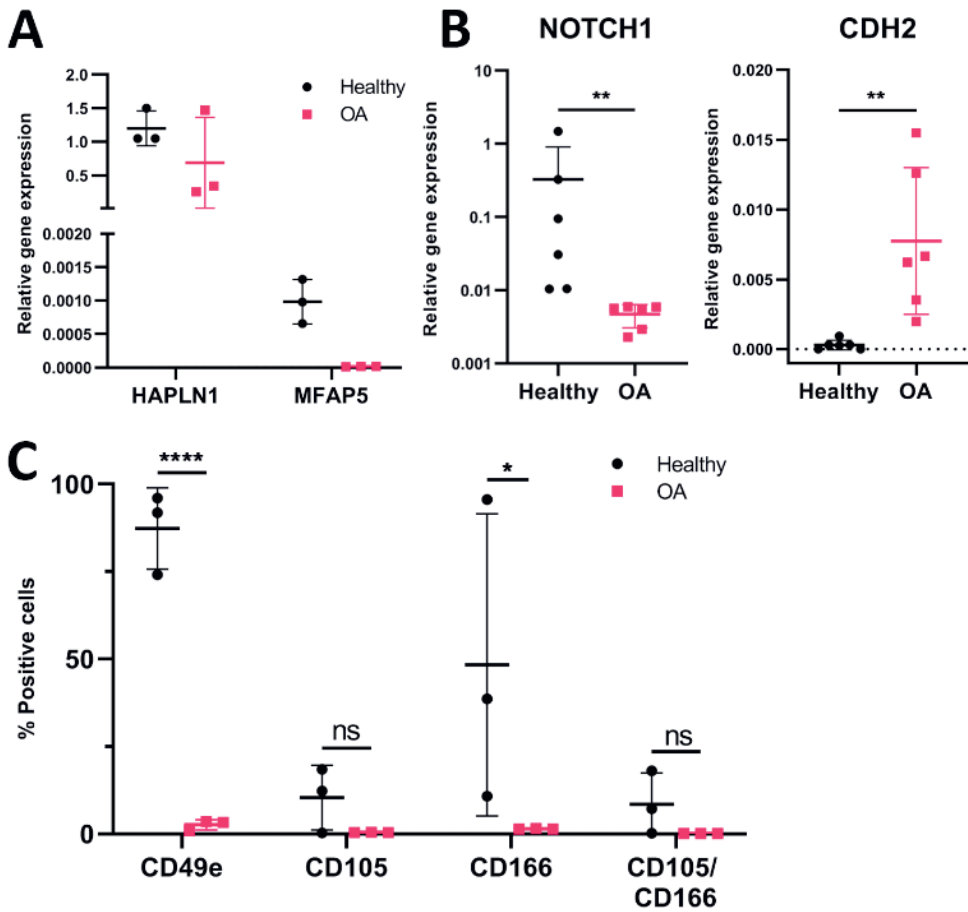 A
Relative gene expression
2.0
1.5
1.0
0.5
0.0020
0.0015
0.0010
0.0005
0.0000
HAPLN1 MFAP5
Healthy
OA
B
NOTCH1
Relative gene expression
10
1
0.1
0.01
0.001
**
Healthy OA
CDH2
Relative gene expression
0.020
0.015
0.010
0.005
0.000
**
Healthy OA
C
% Positive cells
100
50
0
****
ns
*
ns
Healthy
OA
CD49e CD105 CD166 CD105/
CD166